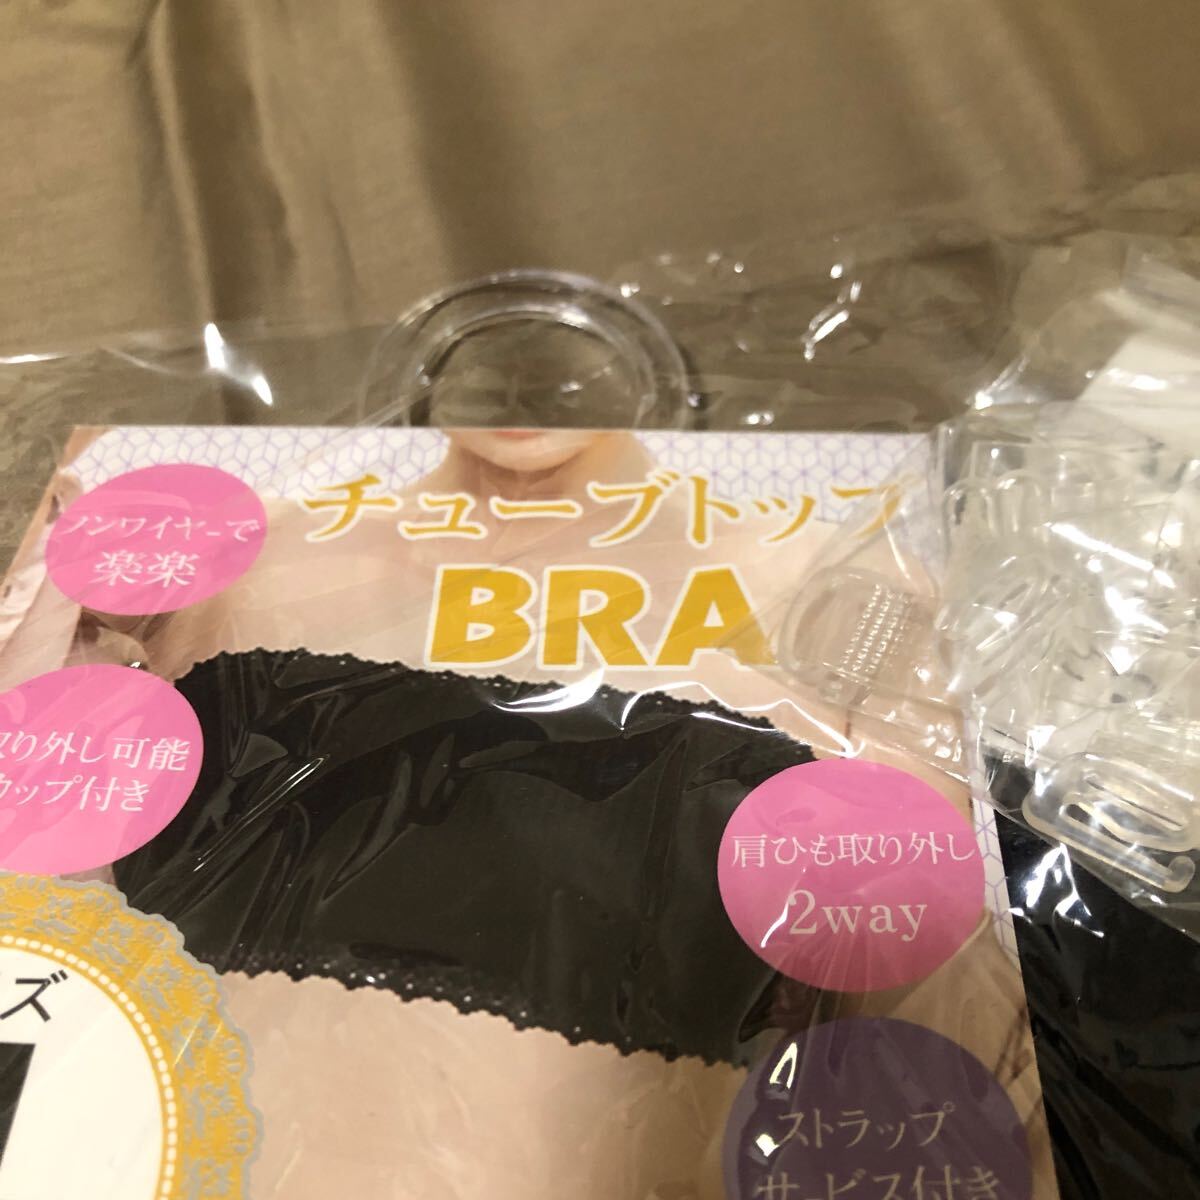 チューブトップ
BRA
ノンワイヤーで
楽楽
取り外し可能
カップ付き
肩ひも取り外し
2way
ストラップ
サービス付き
イズ